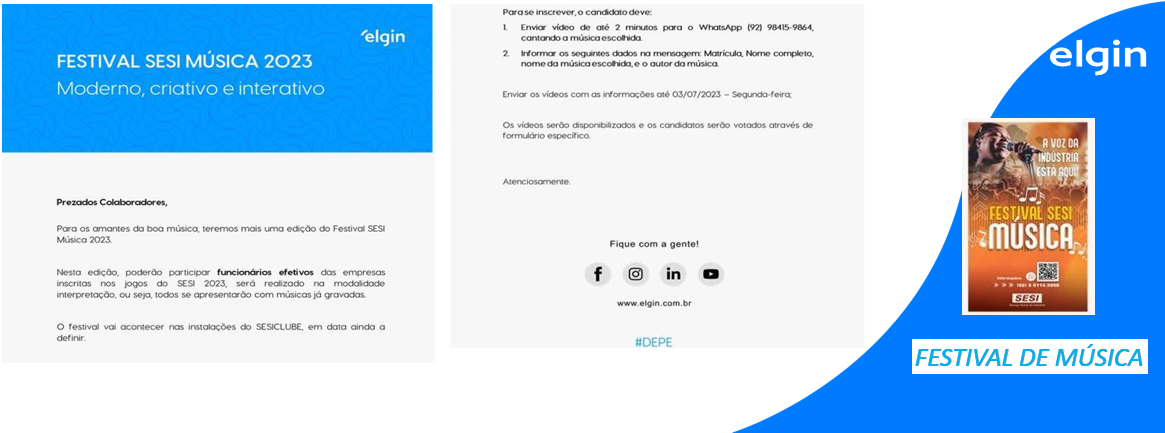 elgin
FESTIVAL SESI MÚSICA 2023
Moderno, criativo e interativo
Prezados Colaboradores,
Para os amantes da boa música, teremos mais uma edição do Festival SESI
Música 2023.
Nesta edição, poderão participar funcionários efetivos das empresas
inscritas nos jogos do SESI 2023, será realizado na modalidade
interpretação, ou seja, todos se apresentarão com músicas já gravadas.
O festival vai acontecer nas instalações do SESICLUBE, em data ainda a
definir.
Para se inscrever, o candidato deve:
1. Enviar vídeo de até 2 minutos para o WhatsApp (92) 98415-9864,
cantando a música escolhida.
2. Informar os seguintes dados na mensagem: Matrícula, Nome completo,
nome da música escolhida, e o autor da música.
Enviar os vídeos com as informações até 03/07/2023 – Segunda-feira;
Os vídeos serão disponibilizados e os candidatos serão votados através de
formulário específico.
Atenciosamente.
Fique com a gente!
www.elgin.com.br
#DEPE
elgin
A VOZ DA
INDÚSTRIA
ESTÁ AQUI!
FESTIVAL SESI
MÚSICA
SESI
FESTIVAL DE MÚSICA